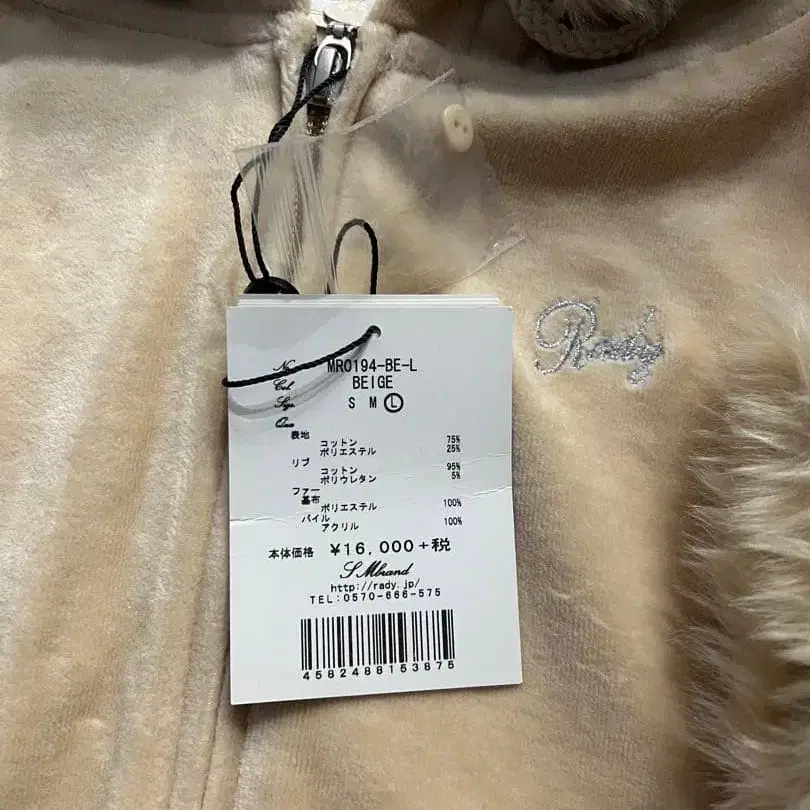 No. MR0194-BE-L
Col. BEIGE
S M L
Qua
表地
コットン 75%
ポリエステル 25%
リブ
コットン 95%
ポリウレタン 5%
ファー
基布
ポリエステル 100%
パイル
アクリル 100%
本体価格 ¥16,000+税
S Mbrand
http://rady.jp/
TEL:0570-666-575
4582488153875
Rady